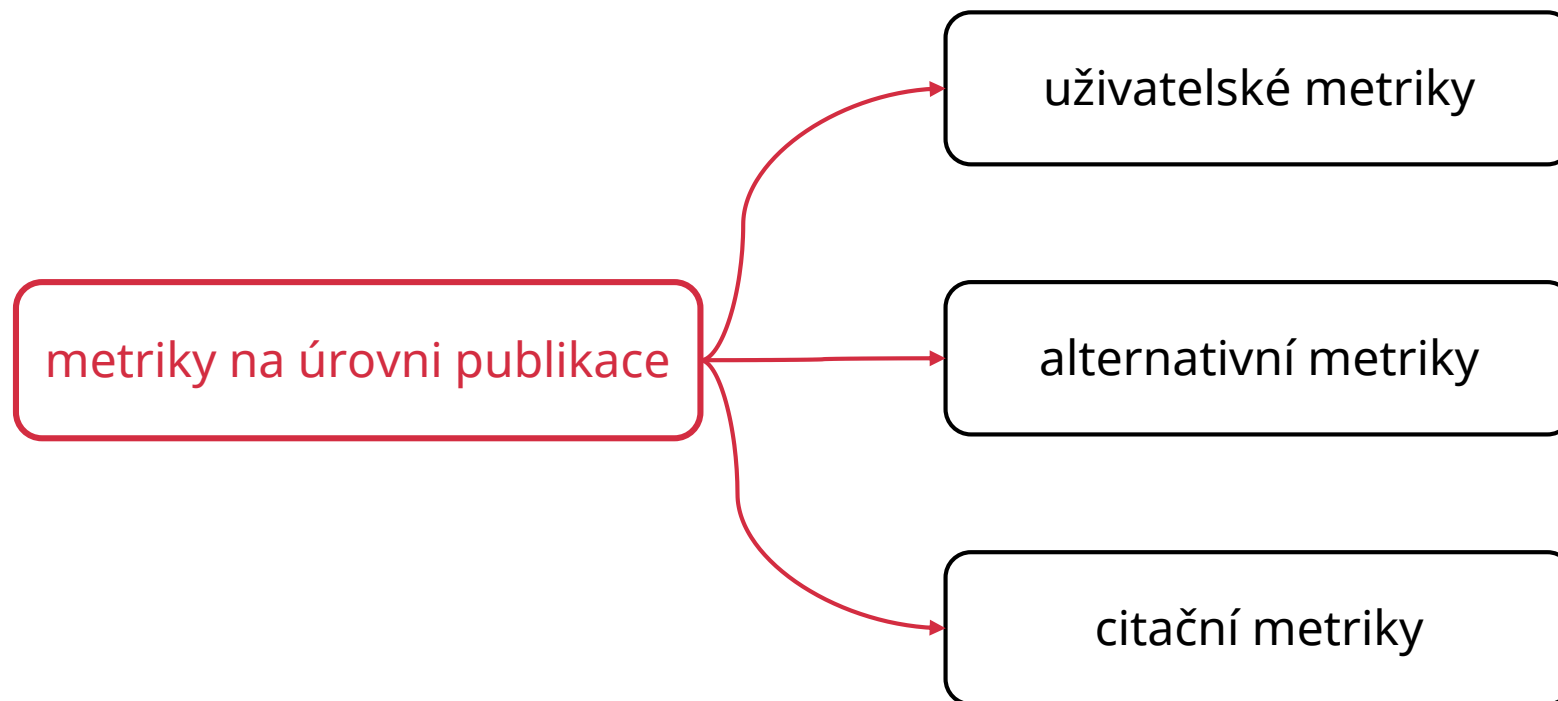 uživatelské metriky
metriky na úrovni publikace
alternativní metriky
citační metriky